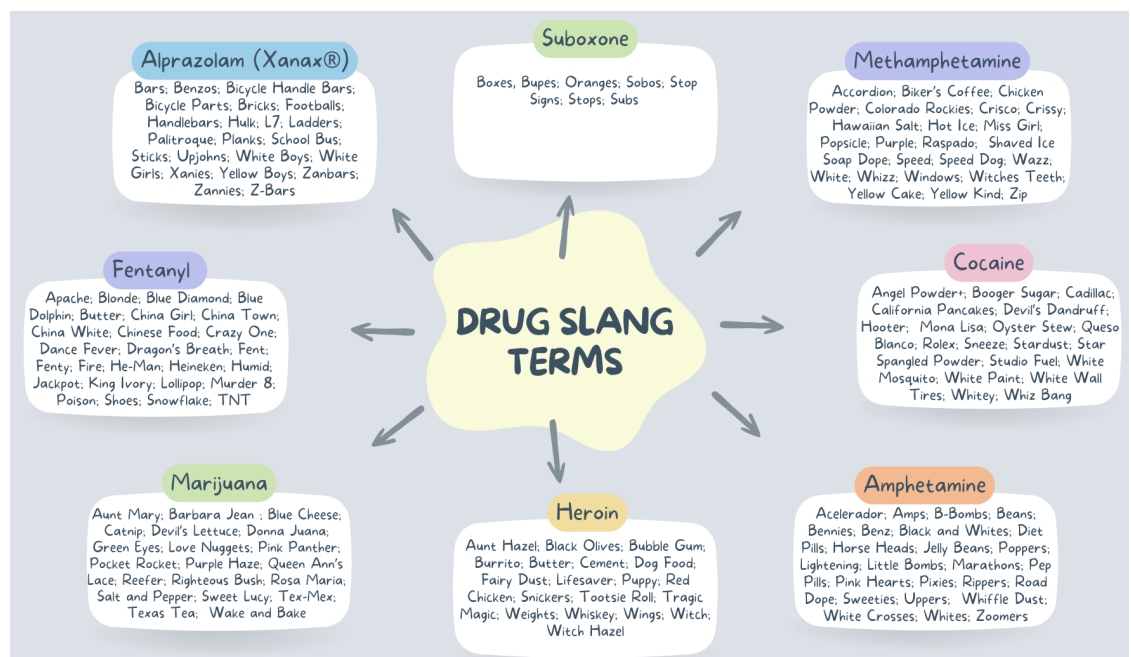 Alprazolam (Xanax®)
Bars; Benzos; Bicycle Handle Bars;
Bicycle Parts; Bricks; Footballs;
Handlebars; Hulk; L7; Ladders;
Palitroque; Planks; School Bus;
Sticks; Upjohns; White Boys; White
Girls; Xanies; Yellow Boys; Zanbars;
Zannies; Z-Bars
Suboxone
Boxes, Bupes; Oranges; Sobos; Stop
Signs; Stops; Subs
Methamphetamine
Accordion; Biker's Coffee; Chicken
Powder; Colorado Rockies; Crisco; Crissy;
Hawaiian Salt; Hot Ice; Miss Girl;
Popsicle; Purple; Raspado; Shaved Ice
Soap Dope; Speed; Speed Dog; Wazz;
White; Whizz; Windows; Witches Teeth;
Yellow Cake; Yellow Kind; Zip
Fentanyl
Apache; Blonde; Blue Diamond; Blue
Dolphin; Butter; China Girl; China Town;
China White; Chinese Food; Crazy One;
Dance Fever; Dragon's Breath; Fent;
Fenty; Fire; He-Man; Heineken; Humid;
Jackpot; King Ivory; Lollipop; Murder 8;
Poison; Shoes; Snowflake; TNT
DRUG SLANG
TERMS
Cocaine
Angel Powder+; Booger Sugar; Cadillac;
California Pancakes; Devil's Dandruff;
Hooter; Mona Lisa; Oyster Stew; Queso
Blanco; Rolex; Sneeze; Stardust; Star
Spangled Powder; Studio Fuel; White
Mosquito; White Paint; White Wall
Tires; Whitey; Whiz Bang
Marijuana
Aunt Mary; Barbara Jean ; Blue Cheese;
Catnip; Devil's Lettuce; Donna Juana;
Green Eyes; Love Nuggets; Pink Panther;
Pocket Rocket; Purple Haze; Queen Ann's
Lace; Reefer; Righteous Bush; Rosa Maria;
Salt and Pepper; Sweet Lucy; Tex-Mex;
Texas Tea; Wake and Bake
Heroin
Aunt Hazel; Black Olives; Bubble Gum;
Burrito; Butter; Cement; Dog Food;
Fairy Dust; Lifesaver; Puppy; Red
Chicken; Snickers; Tootsie Roll; Tragic
Magic; Weights; Whiskey; Wings; Witch;
Witch Hazel
Amphetamine
Acelerador; Amps; B-Bombs; Beans;
Bennies; Benz; Black and Whites; Diet
Pills; Horse Heads; Jelly Beans; Poppers;
Lightening; Little Bombs; Marathons; Pep
Pills; Pink Hearts; Pixies; Rippers; Road
Dope; Sweeties; Uppers; Whiffle Dust;
White Crosses; Whites; Zoomers